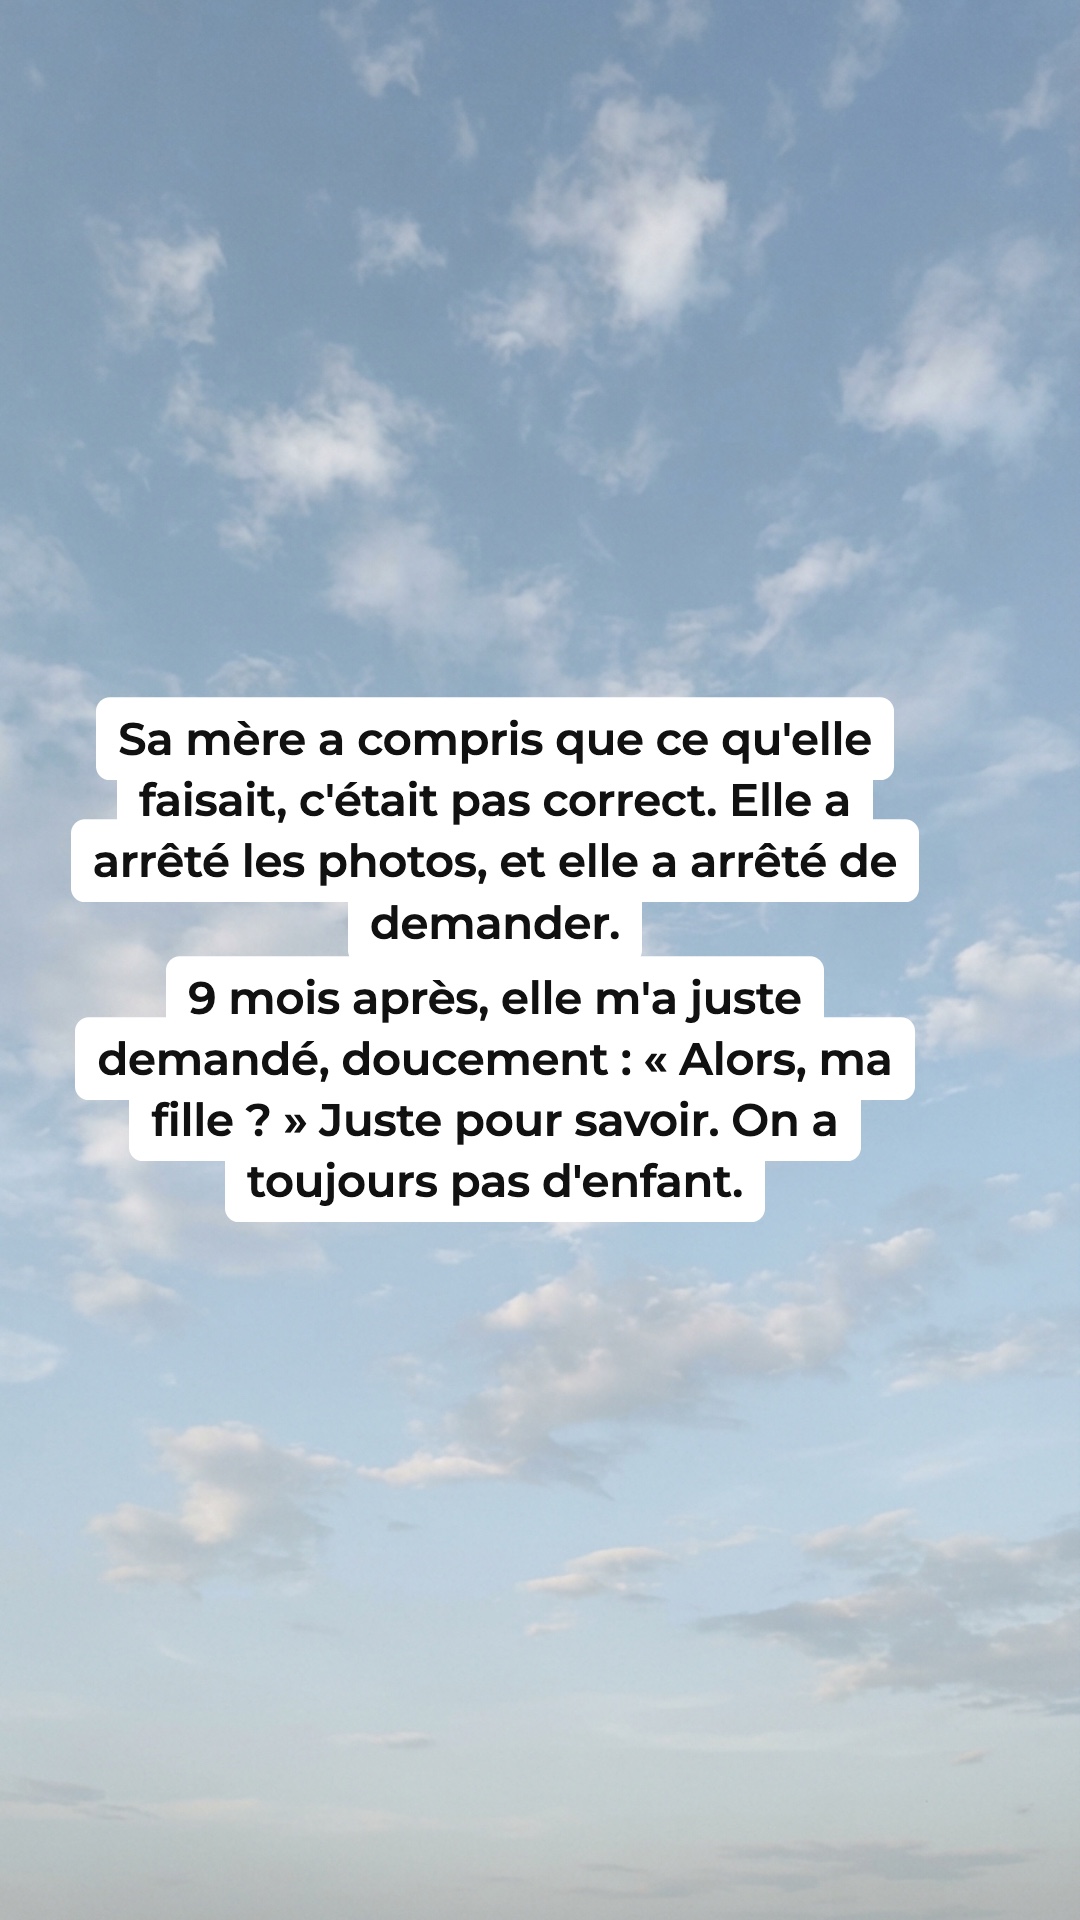 Sa mère a compris que ce qu'elle
faisait, c'était pas correct. Elle a
arrêté les photos, et elle a arrêté de
demander.
9 mois après, elle m'a juste
demandé, doucement : « Alors, ma
fille ? » Juste pour savoir. On a
toujours pas d'enfant.